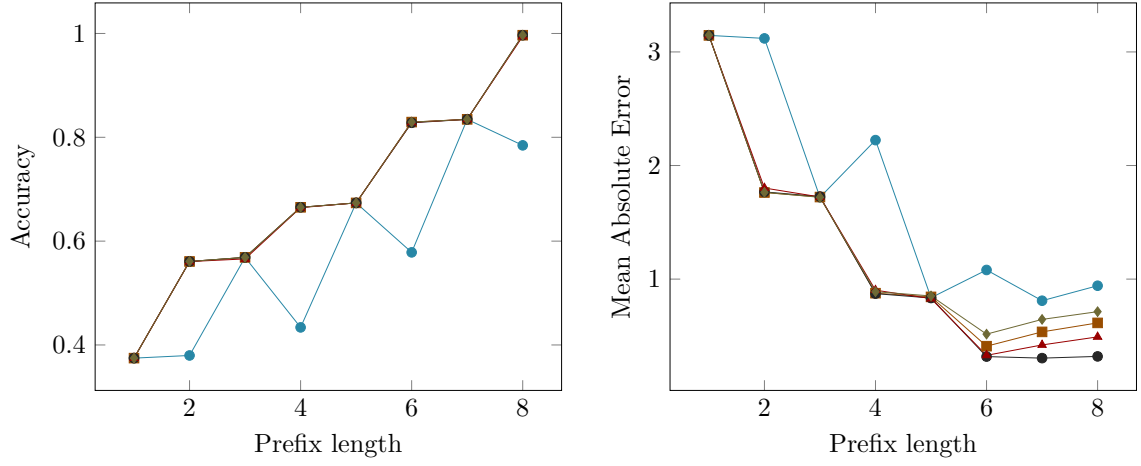 1
0.8
0.6
0.4
Accuracy
2 4 6 8
Prefix length
3
2
1
Mean Absolute Error
2 4 6 8
Prefix length